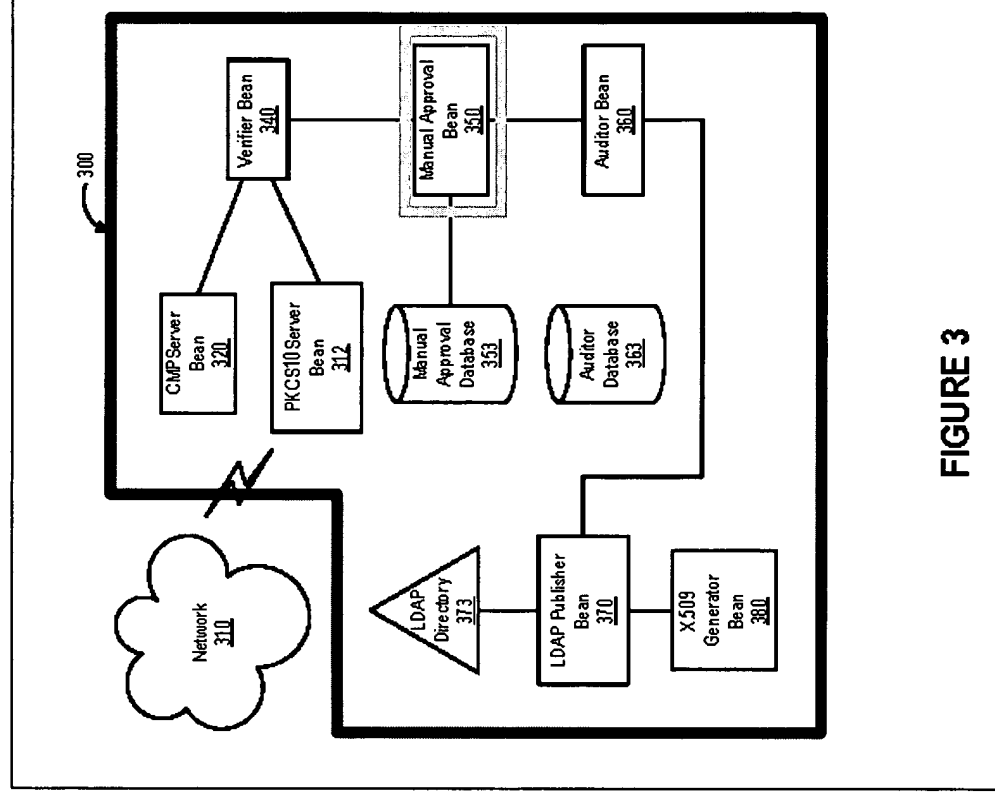 300
Network
310
CMPServer
Bean
320
PKCS10Server
Bean
312
Verifier Bean
340
Manual Approval
Bean
350
Manual
Approval
Database
353
Auditor Bean
360
Auditor
Database
363
LDAP
Directory
373
LDAP Publisher
Bean
370
X.509
Generator
Bean
380
FIGURE 3